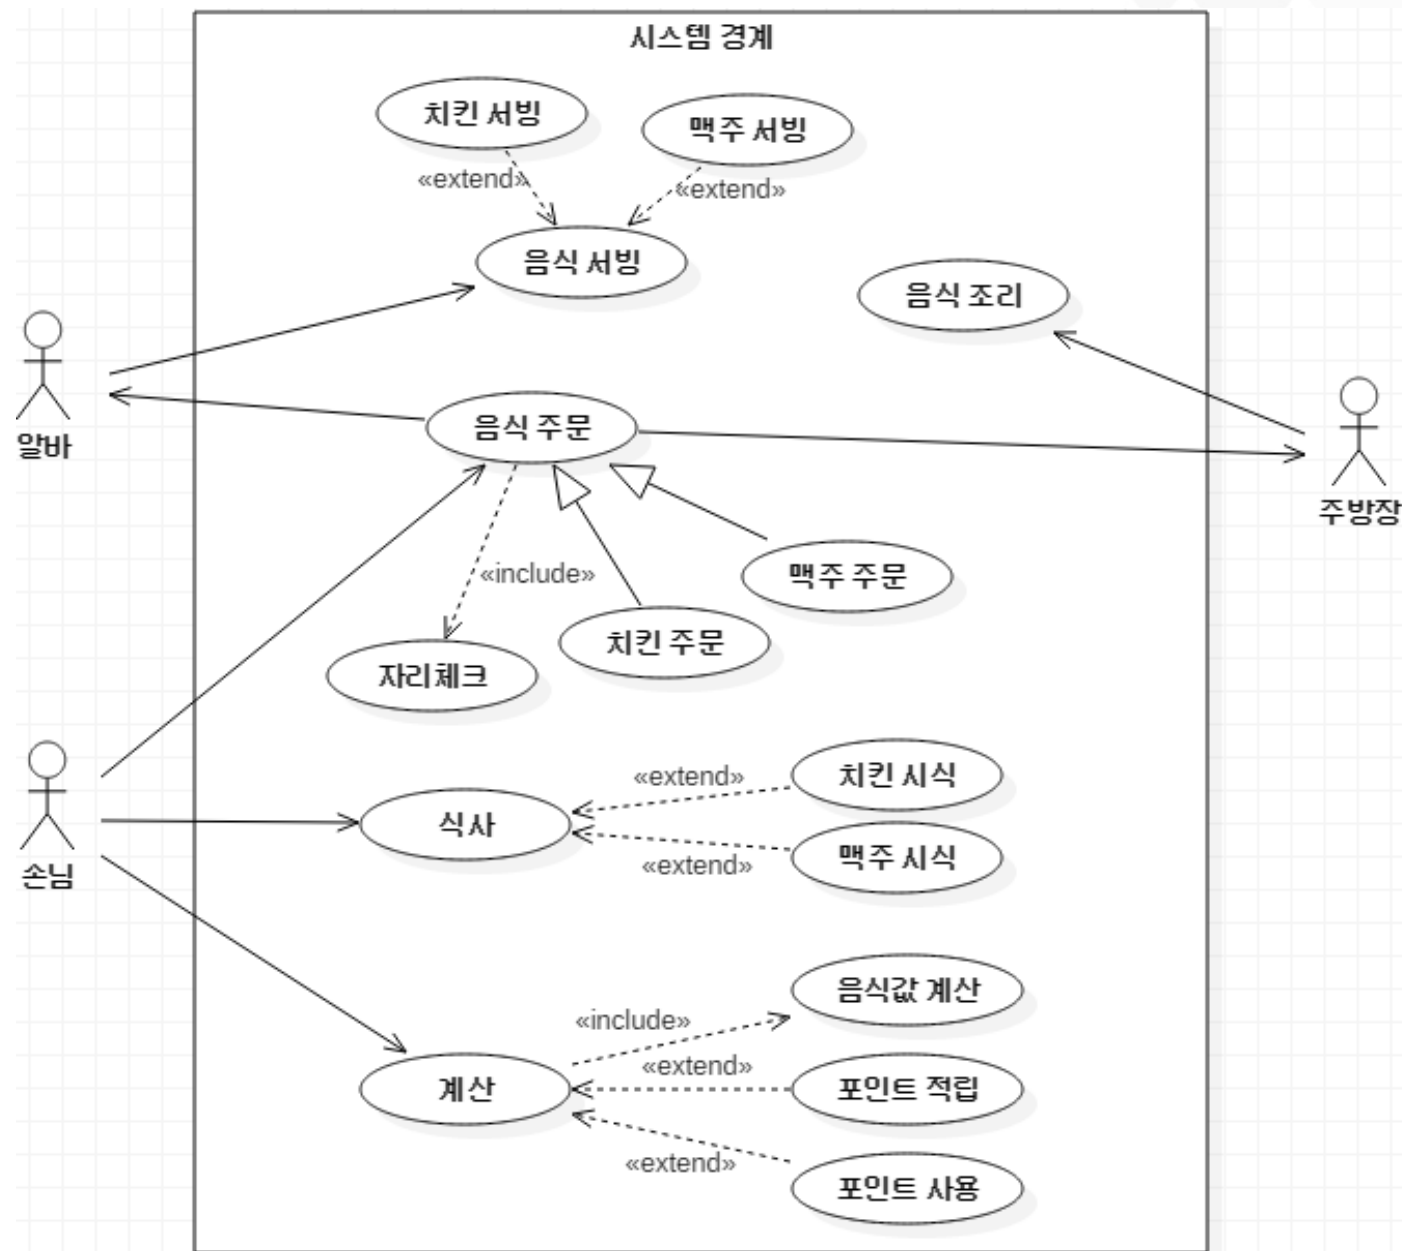 시스템 경계
치킨 서빙
맥주 서빙
«extend»
«extend»
음식 서빙
음식 조리
알바
음식 주문
주방장
«include»
맥주 주문
치킨 주문
자리체크
손님
«extend»
치킨 시식
식사
맥주 시식
«extend»
음식값 계산
«include»
«extend»
계산
포인트 적립
«extend»
포인트 사용